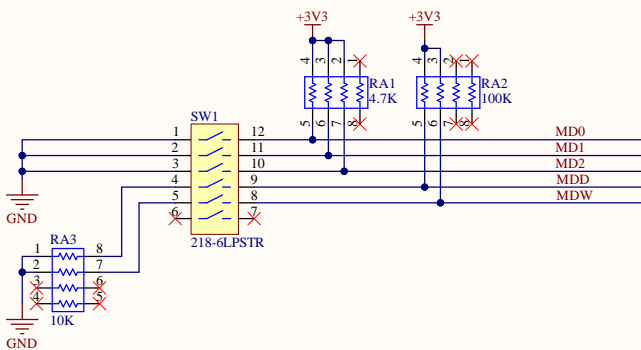 +3V3 +3V3
4 3 2 1 4 3 2 1
RA1 RA2
4.7K 100K
5 6 7 8 5 6 7 8
SW1
1 12 MD0
2 11 MD1
3 10 MD2
4 9 MDD
5 8 MDW
6 7
GND
218-6LPSTR
RA3
1 8
2 7
3 6
4 5
10K
GND